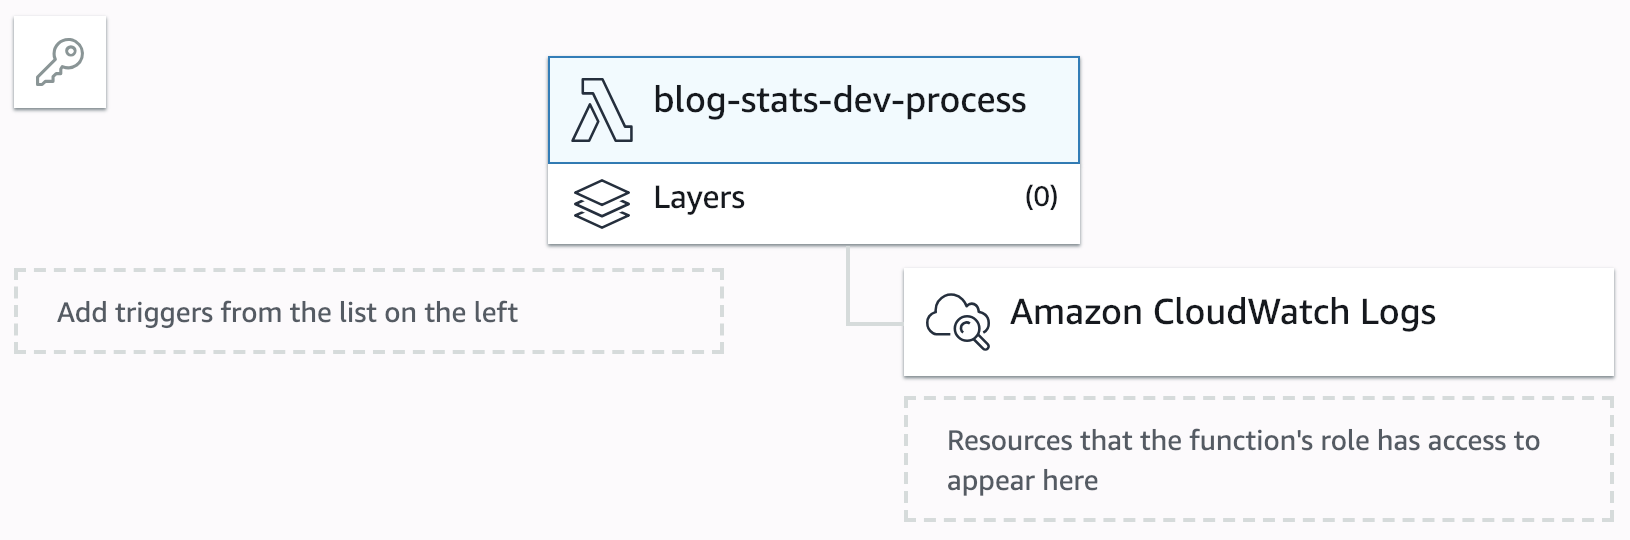 blog-stats-dev-process
Layers (0)
Add triggers from the list on the left
Amazon CloudWatch Logs
Resources that the function's role has access to
appear here